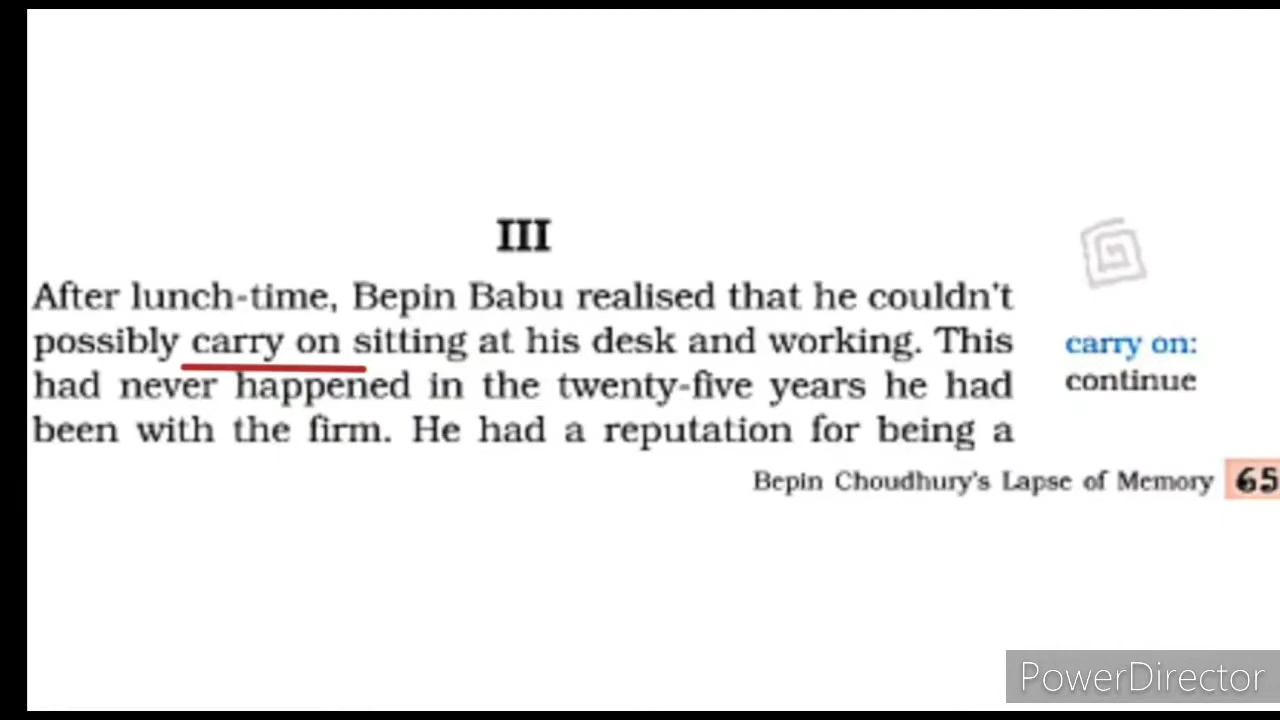 III
After lunch-time, Bepin Babu realised that he couldn't
possibly carry on sitting at his desk and working. This
had never happened in the twenty-five years he had
been with the firm. He had a reputation for being a
carry on:
continue
Bepin Choudhury's Lapse of Memory 65
PowerDirector